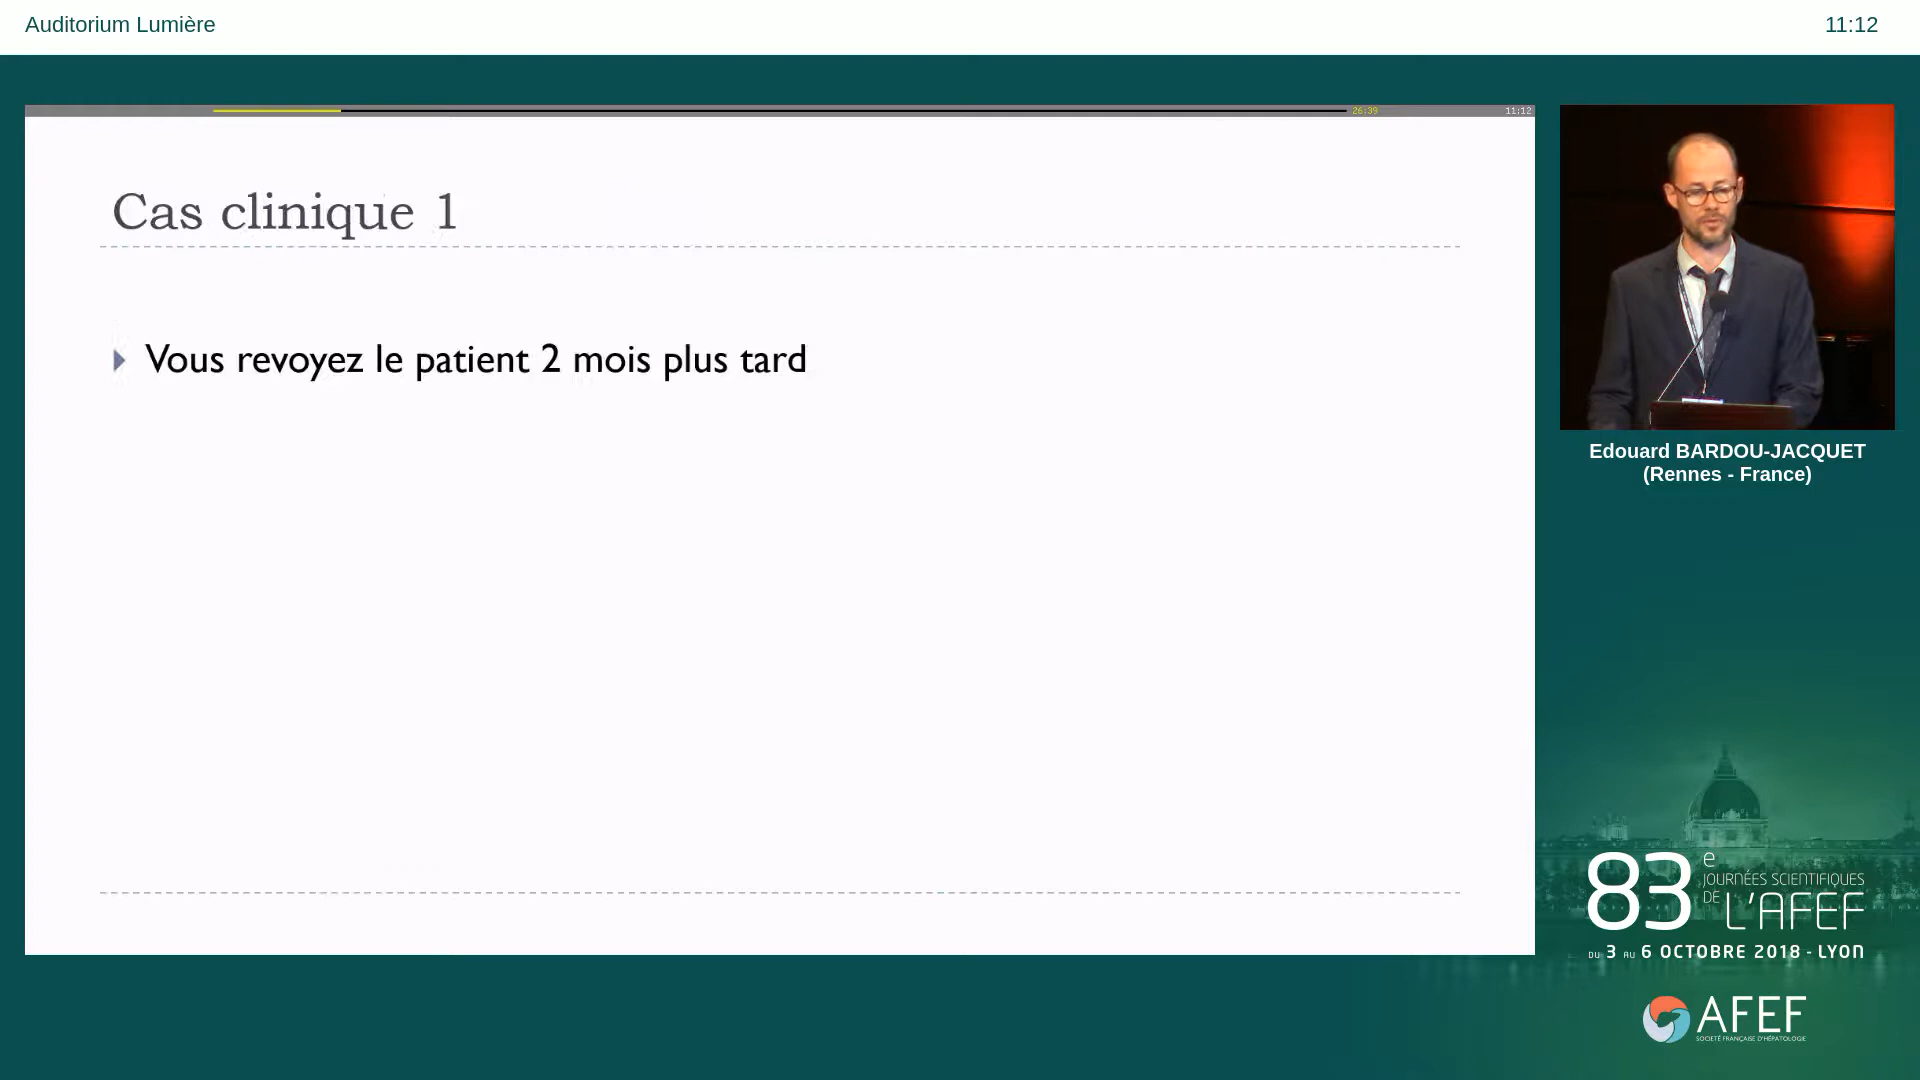 Auditorium Lumière
11:12
26:39
11:12
Cas clinique 1
Vous revoyez le patient 2 mois plus tard
Edouard BARDOU-JACQUET
(Rennes - France)
83e JOURNÉES SCIENTIFIQUES
DE L'AFEF
DU 3 AU 6 OCTOBRE 2018 - LYON
AFEF
SOCIÉTÉ FRANÇAISE D'HÉPATOLOGIE